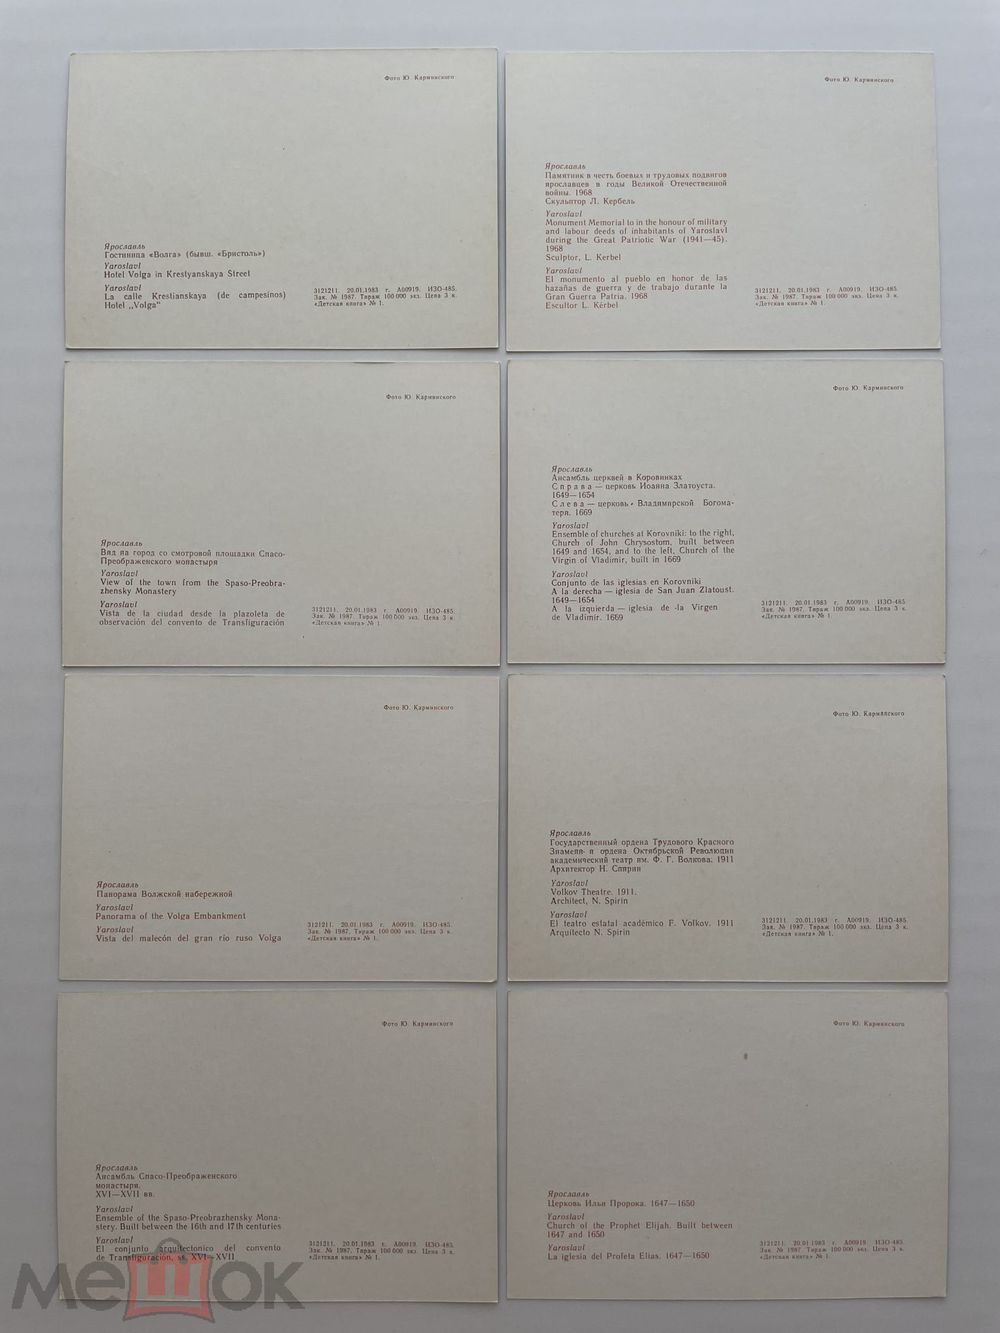 Фото Ю. Карминского
Ярославль
Гостиница «Волга» (бывш. «Бристоль»)
Yaroslavl
Hotel Volga in Krestyanskaya Street
Yaroslavl
La calle Krestianskaya (de campesinos)
Hotel „Volga"
3121211. 20.01.1983 г. А00919. ИЗО-485.
Зак. № 1987. Тираж 100 000 экз. Цена 3 к.
«Детская книга» № 1.
Фото Ю. Карминского
Ярославль
Памятник в честь боевых и трудовых подвигов
ярославцев в годы Великой Отечественной
войны. 1968
Скульптор Л. Кербель
Yaroslavl
Monument Memorial to in the honour of military
and labour deeds of inhabitants of Yaroslavl
during the Great Patriotic War (1941—45).
1968
Sculptor, L. Kerbel
Yaroslavl
El monumento al pueblo en honor de las
hazañas de guerra y de trabajo durante la
Gran Guerra Patria. 1968
Escultor L. Kérbel
3121211. 20.01.1983 г. А00919. ИЗО-485.
Зак. № 1987. Тираж 100 000 экз. Цена 3 к.
«Детская книга» № 1.
Фото Ю. Карминского
Ярославль
Вид на город со смотровой площадки Спасо-
Преображенского монастыря
Yaroslavl
View of the town from the Spaso-Preobra-
zhensky Monastery
Yaroslavl
Vista de la ciudad desde la plazoleta de
observación del convento de Transfiguración
3121211. 20.01.1983 г. А00919. ИЗО-485.
Зак. № 1987. Тираж 100 000 экз. Цена 3 к.
«Детская книга» № 1.
Фото Ю. Карминского
Ярославль
Ансамбль церквей в Коровниках
Справа — церковь Иоанна Златоуста.
1649—1654
Слева — церковь Владимирской Богома-
тери. 1669
Yaroslavl
Ensemble of churches at Korovniki: to the right,
Church of John Chrysostom, built between
1649 and 1654, and to the left, Church of the
Virgin of Vladimir, built in 1669
Yaroslavl
Conjunto de las iglesias en Korovniki
A la derecha — iglesia de San Juan Zlatoust.
1649—1654
A la izquierda — iglesia de la Virgen
de Vladimir. 1669
3121211. 20.01.1983 г. А00919. ИЗО-485
Зак. № 1987. Тираж 100 000 экз. Цена 3 к.
«Детская книга» № 1
Фото Ю. Карминского
Ярославль
Панорама Волжской набережной
Yaroslavl
Panorama of the Volga Embankment
Yaroslavl
Vista del malecón del gran río ruso Volga
3121211. 20.01.1983 г. А00919. ИЗО-485.
Зак. № 1987. Тираж 100 000 экз. Цена 3 к.
«Детская книга» № 1.
Фото Ю. Карминского
Ярославль
Государственный ордена Трудового Красного
Знамени и ордена Октябрьской Революции
академический театр им. Ф. Г. Волкова. 1911
Архитектор Н. Спирин
Yaroslavl
Volkov Theatre. 1911.
Architect, N. Spirin
Yaroslavl
El teatro estatal académico F. Volkov. 1911
Arquitecto N. Spirin
3121211. 20.01.1983 г. А00919. ИЗО-485.
Зак. № 1987. Тираж 100 000 экз. Цена 3 к.
«Детская книга» № 1.
Фото Ю. Карминского
Ярославль
Ансамбль Спасо-Преображенского
монастыря.
XVI—XVII вв.
Yaroslavl
Ensemble of the Spaso-Preobrazhensky Mona-
stery. Built between the 16th and 17th centuries
Yaroslavl
El conjunto arquitectonico del convento
de Transfiguración. ss. XVI—XVII
3121211. 20.01.1983 г. А00919. ИЗО-485.
Зак. № 1987. Тираж 100 000 экз. Цена 3 к.
«Детская книга» № 1.
Фото Ю. Карминского
Ярославль
Церковь Ильи Пророка. 1647—1650
Yaroslavl
Church of the Prophet Elijah. Built between
1647 and 1650
Yaroslavl
La iglesia del Profeta Elias. 1647—1650
3121211. 20.01.1983 г. А00919. ИЗО-485.
Зак. № 1987. Тираж 100 000 экз. Цена 3 к.
«Детская книга» № 1.
мешок